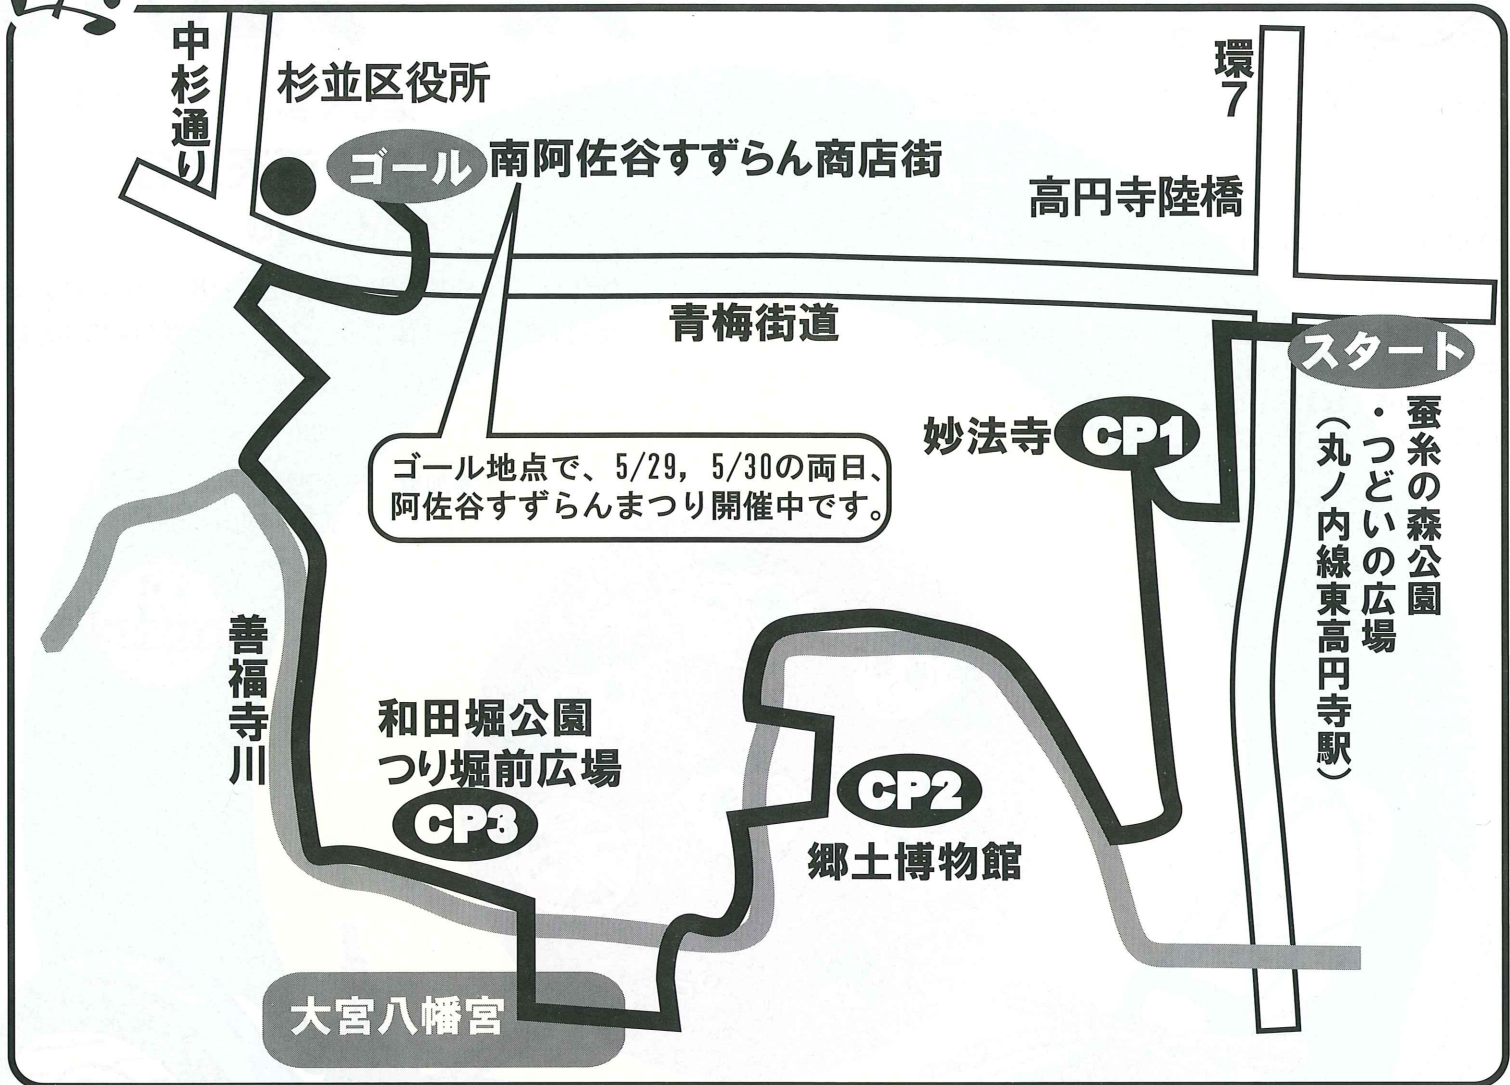 中杉通り
杉並区役所
ゴール
南阿佐谷すずらん商店街
環7
高円寺陸橋
青梅街道
スタート
蚕糸の森公園
・つどいの広場
(丸ノ内線東高円寺駅)
妙法寺
CP1
ゴール地点で、5/29, 5/30の両日、
阿佐谷すずらんまつり開催中です。
善福寺川
和田堀公園
つり堀前広場
CP3
CP2
郷土博物館
大宮八幡宮